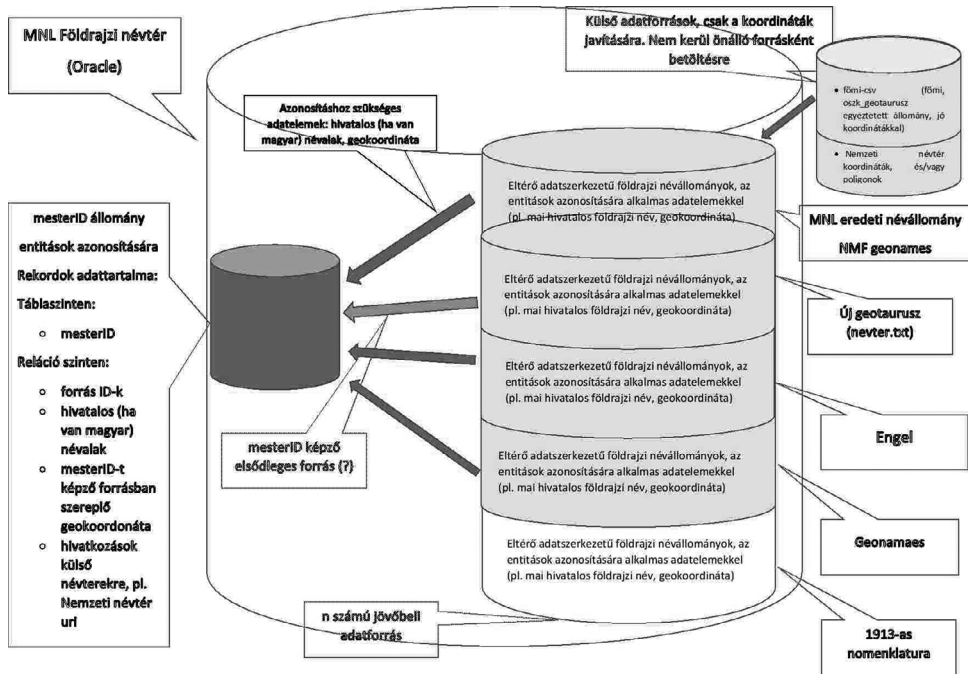 MNL Földrajzi névtér
(Oracle)
Külső adatforrások, csak a koordináták
javítására. Nem kerül önálló forrásként
betöltésre
• fömi-csv (fömi,
oszk_geotaurusz
egyeztetett állomány, jó
koordinátákkal)
• Nemzeti névtér
koordináták, és/vagy
poligonok
Azonosításhoz szükséges
adatelemek: hivatalos (ha van
magyar) névalak, geokoordináta
Eltérő adatszerkezetű földrajzi névállományok, az
entitások azonosítására alkalmas adatelemekkel
(pl. mai hivatalos földrajzi név, geokoordináta)
MNL eredeti névállomány
NMF geonames
mesterID állomány
entitások azonosítására
Rekordok adattartalma:
Táblaszinten:
o mesterID
Reláció szinten:
o forrás ID-k
o hivatalos (ha
van magyar)
névalak
o mesterID-t
képző forrásban
szereplő
geokoordonáta
o hivatkozások
külső
névterekre, pl.
Nemzeti névtér
url
Eltérő adatszerkezetű földrajzi névállományok, az
entitások azonosítására alkalmas adatelemekkel
(pl. mai hivatalos földrajzi név, geokoordináta)
Új geotaurusz
(nevter.txt)
Eltérő adatszerkezetű földrajzi névállományok, az
entitások azonosítására alkalmas adatelemekkel
(pl. mai hivatalos földrajzi név, geokoordináta)
Engel
mesterID képző
elsődleges forrás (?)
Eltérő adatszerkezetű földrajzi névállományok, az
entitások azonosítására alkalmas adatelemekkel
(pl. mai hivatalos földrajzi név, geokoordináta)
Geonamaes
Eltérő adatszerkezetű földrajzi névállományok, az
entitások azonosítására alkalmas adatelemekkel
(pl. mai hivatalos földrajzi név, geokoordináta)
n számú jövőbeli
adatforrás
1913-as
nomenklatura